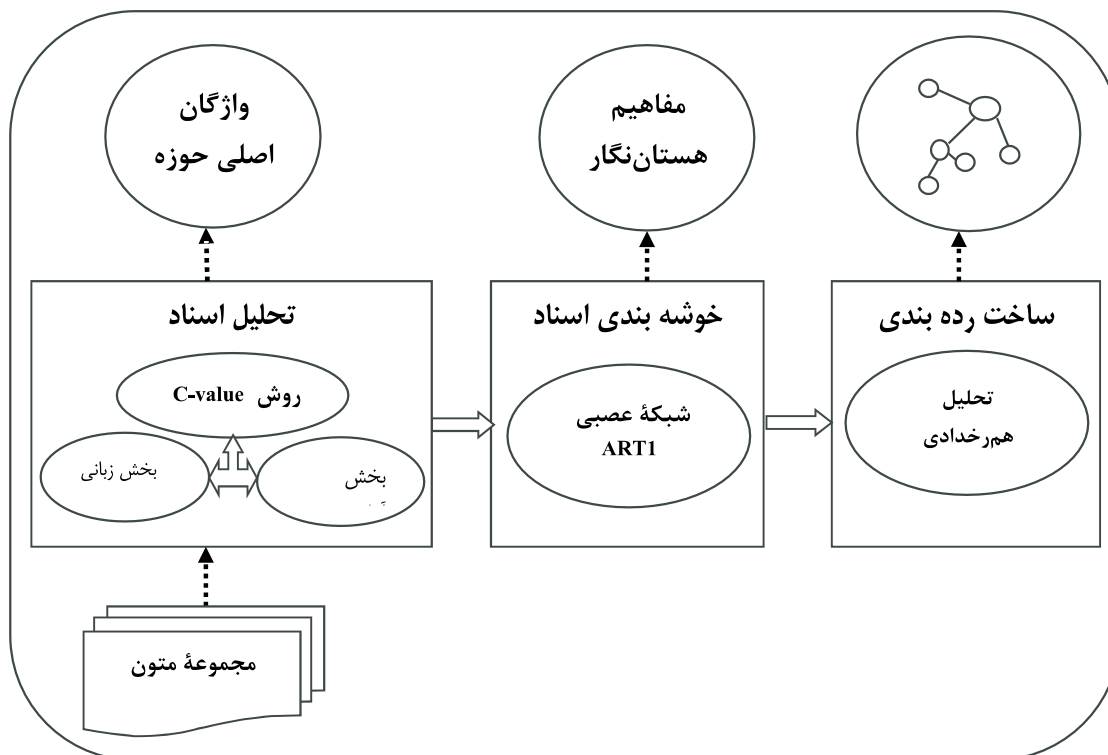 واژگان
اصلی حوزه
مفاهیم
هستان‌نگار
تحلیل اسناد
روش C-value
بخش زبانی
بخش
خوشه بندی اسناد
شبکهٔ عصبی
ART1
ساخت رده بندی
تحلیل
هم‌رخدادی
مجموعهٔ متون